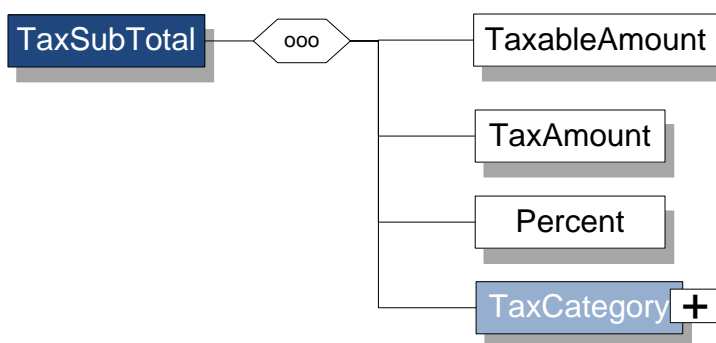 TaxSubTotal
ooo
TaxableAmount
TaxAmount
Percent
TaxCategory +